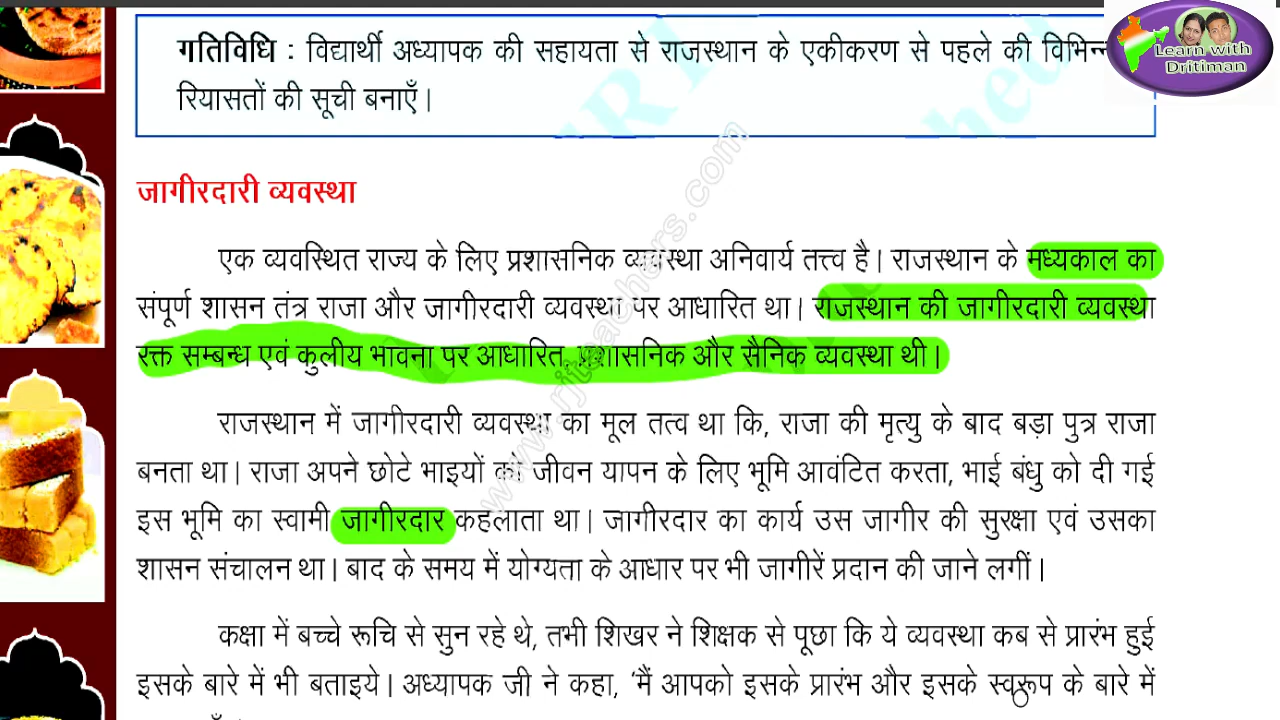 गतिविधि : विद्यार्थी अध्यापक की सहायता से राजस्थान के एकीकरण से पहले की विभिन्न
रियासतों की सूची बनाएँ।
Learn with
Dritiman
जागीरदारी व्यवस्था
एक व्यवस्थित राज्य के लिए प्रशासनिक व्यवस्था अनिवार्य तत्त्व है। राजस्थान के मध्यकाल का
संपूर्ण शासन तंत्र राजा और जागीरदारी व्यवस्था पर आधारित था। राजस्थान की जागीरदारी व्यवस्था
रक्त सम्बन्ध एवं कुलीय भावना पर आधारित प्रशासनिक और सैनिक व्यवस्था थी।
राजस्थान में जागीरदारी व्यवस्था का मूल तत्व था कि, राजा की मृत्यु के बाद बड़ा पुत्र राजा
बनता था। राजा अपने छोटे भाइयों को जीवन यापन के लिए भूमि आवंटित करता, भाई बंधु को दी गई
इस भूमि का स्वामी जागीरदार कहलाता था। जागीरदार का कार्य उस जागीर की सुरक्षा एवं उसका
शासन संचालन था। बाद के समय में योग्यता के आधार पर भी जागीरें प्रदान की जाने लगीं।
कक्षा में बच्चे रूचि से सुन रहे थे, तभी शिखर ने शिक्षक से पूछा कि ये व्यवस्था कब से प्रारंभ हुई
इसके बारे में भी बताइये। अध्यापक जी ने कहा, 'मैं आपको इसके प्रारंभ और इसके स्वरूप के बारे में
www.rjteachers.com